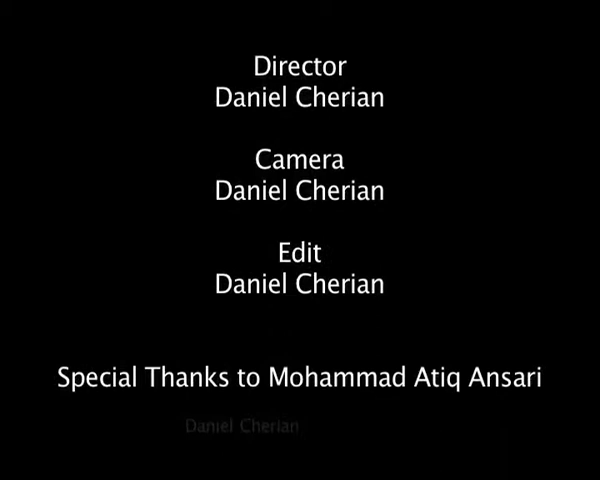 Director
Daniel Cherian
Camera
Daniel Cherian
Edit
Daniel Cherian
Special Thanks to Mohammad Atiq Ansari
Daniel Cherian